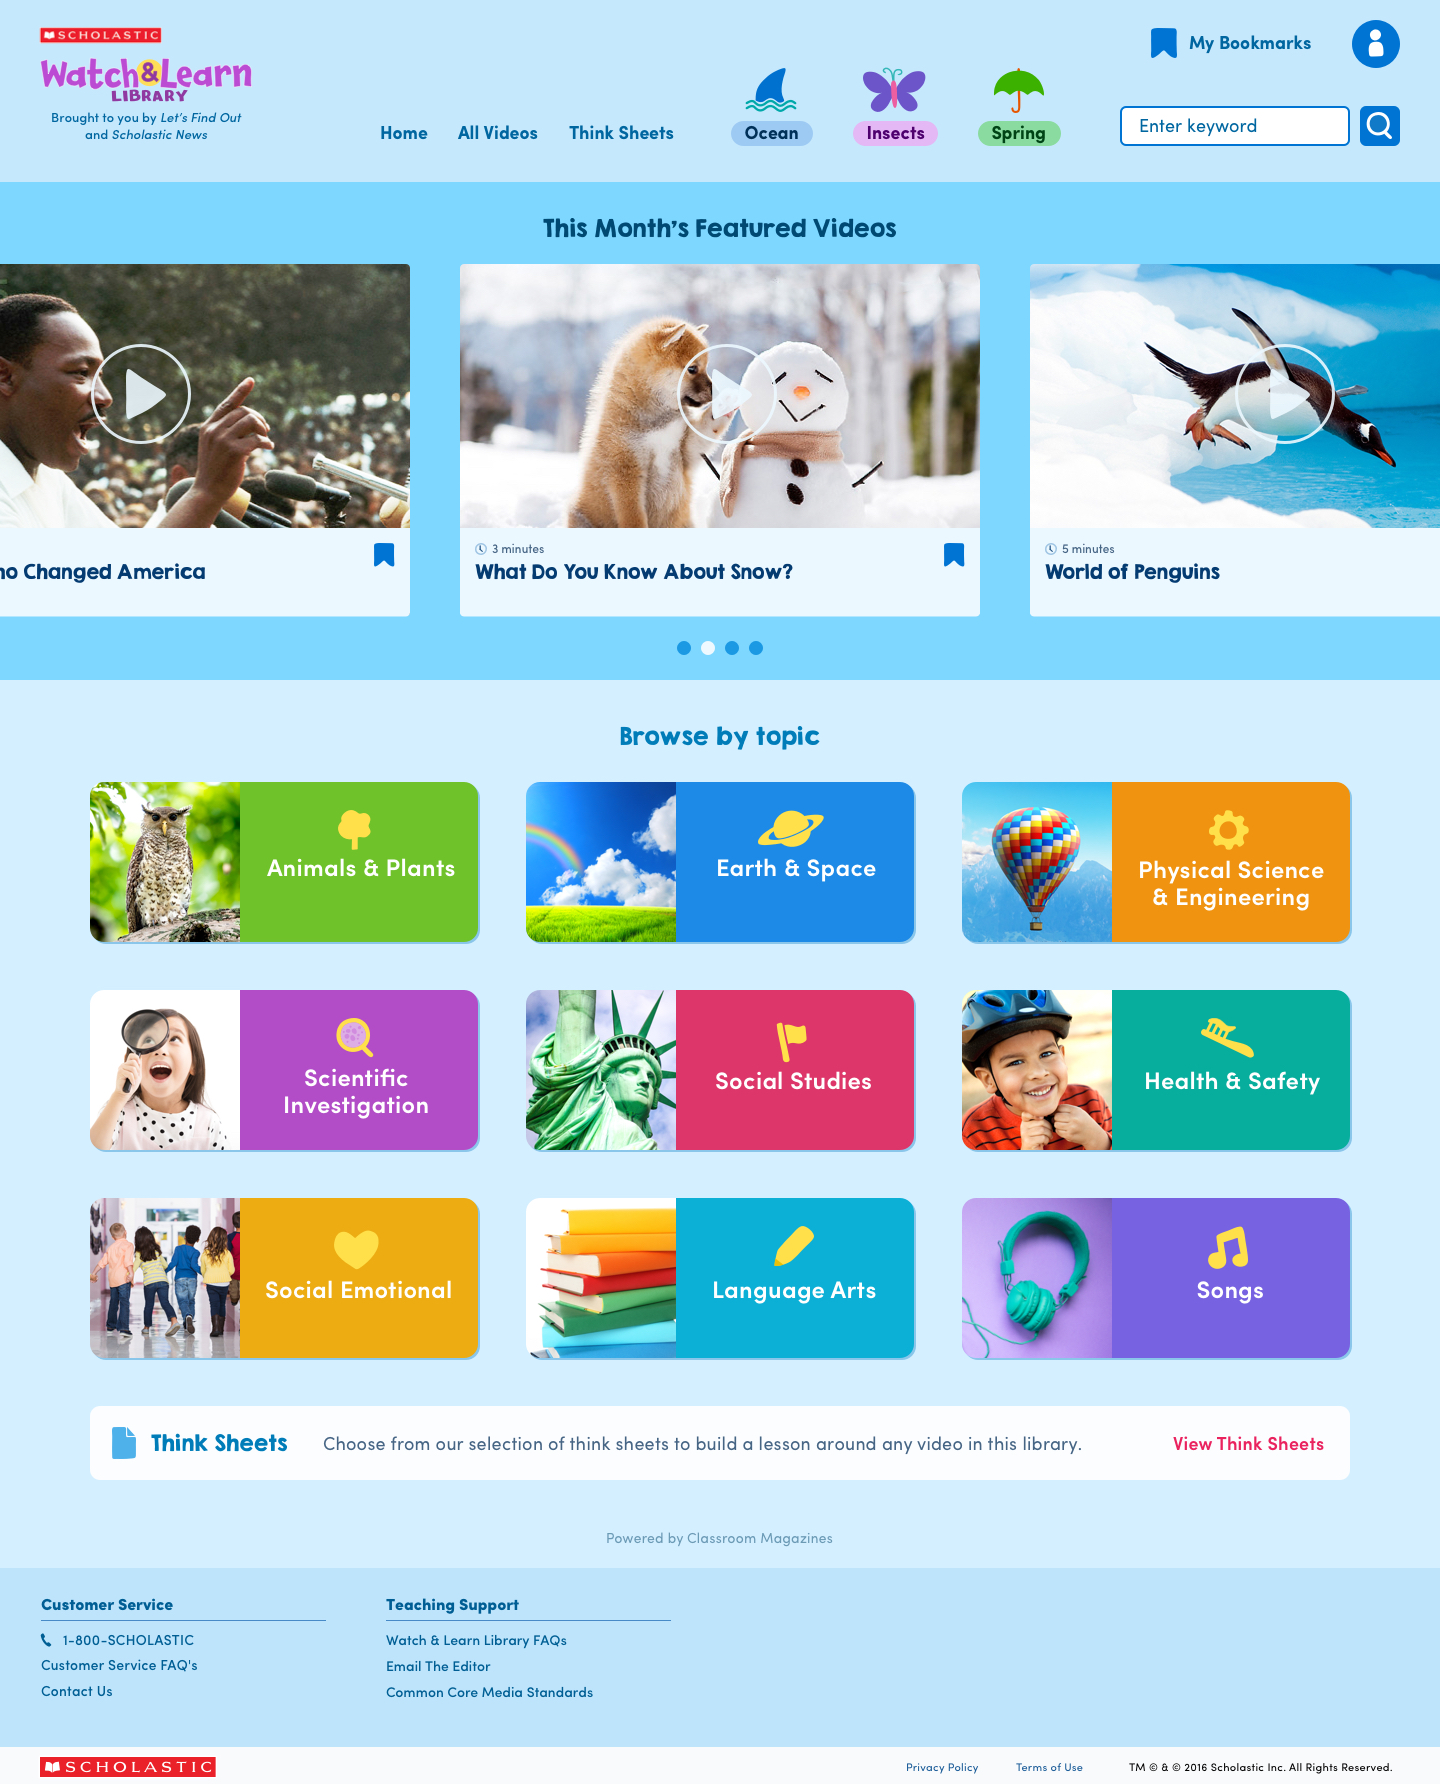 SCHOLASTIC
Watch & Learn
LIBRARY
Brought to you by Let's Find Out
and Scholastic News
Home
All Videos
Think Sheets
Ocean
Insects
Spring
My Bookmarks
Enter keyword
This Month's Featured Videos
Changed America
3 minutes
What Do You Know About Snow?
5 minutes
World of Penguins
Browse by topic
Animals & Plants
Earth & Space
Physical Science
& Engineering
Scientific
Investigation
Social Studies
Health & Safety
Social Emotional
Language Arts
Songs
Think Sheets
Choose from our selection of think sheets to build a lesson around any video in this library.
View Think Sheets
Powered by Classroom Magazines
Customer Service
1-800-SCHOLASTIC
Customer Service FAQ's
Contact Us
Teaching Support
Watch & Learn Library FAQs
Email The Editor
Common Core Media Standards
SCHOLASTIC
Privacy Policy
Terms of Use
TM © & © 2016 Scholastic Inc. All Rights Reserved.